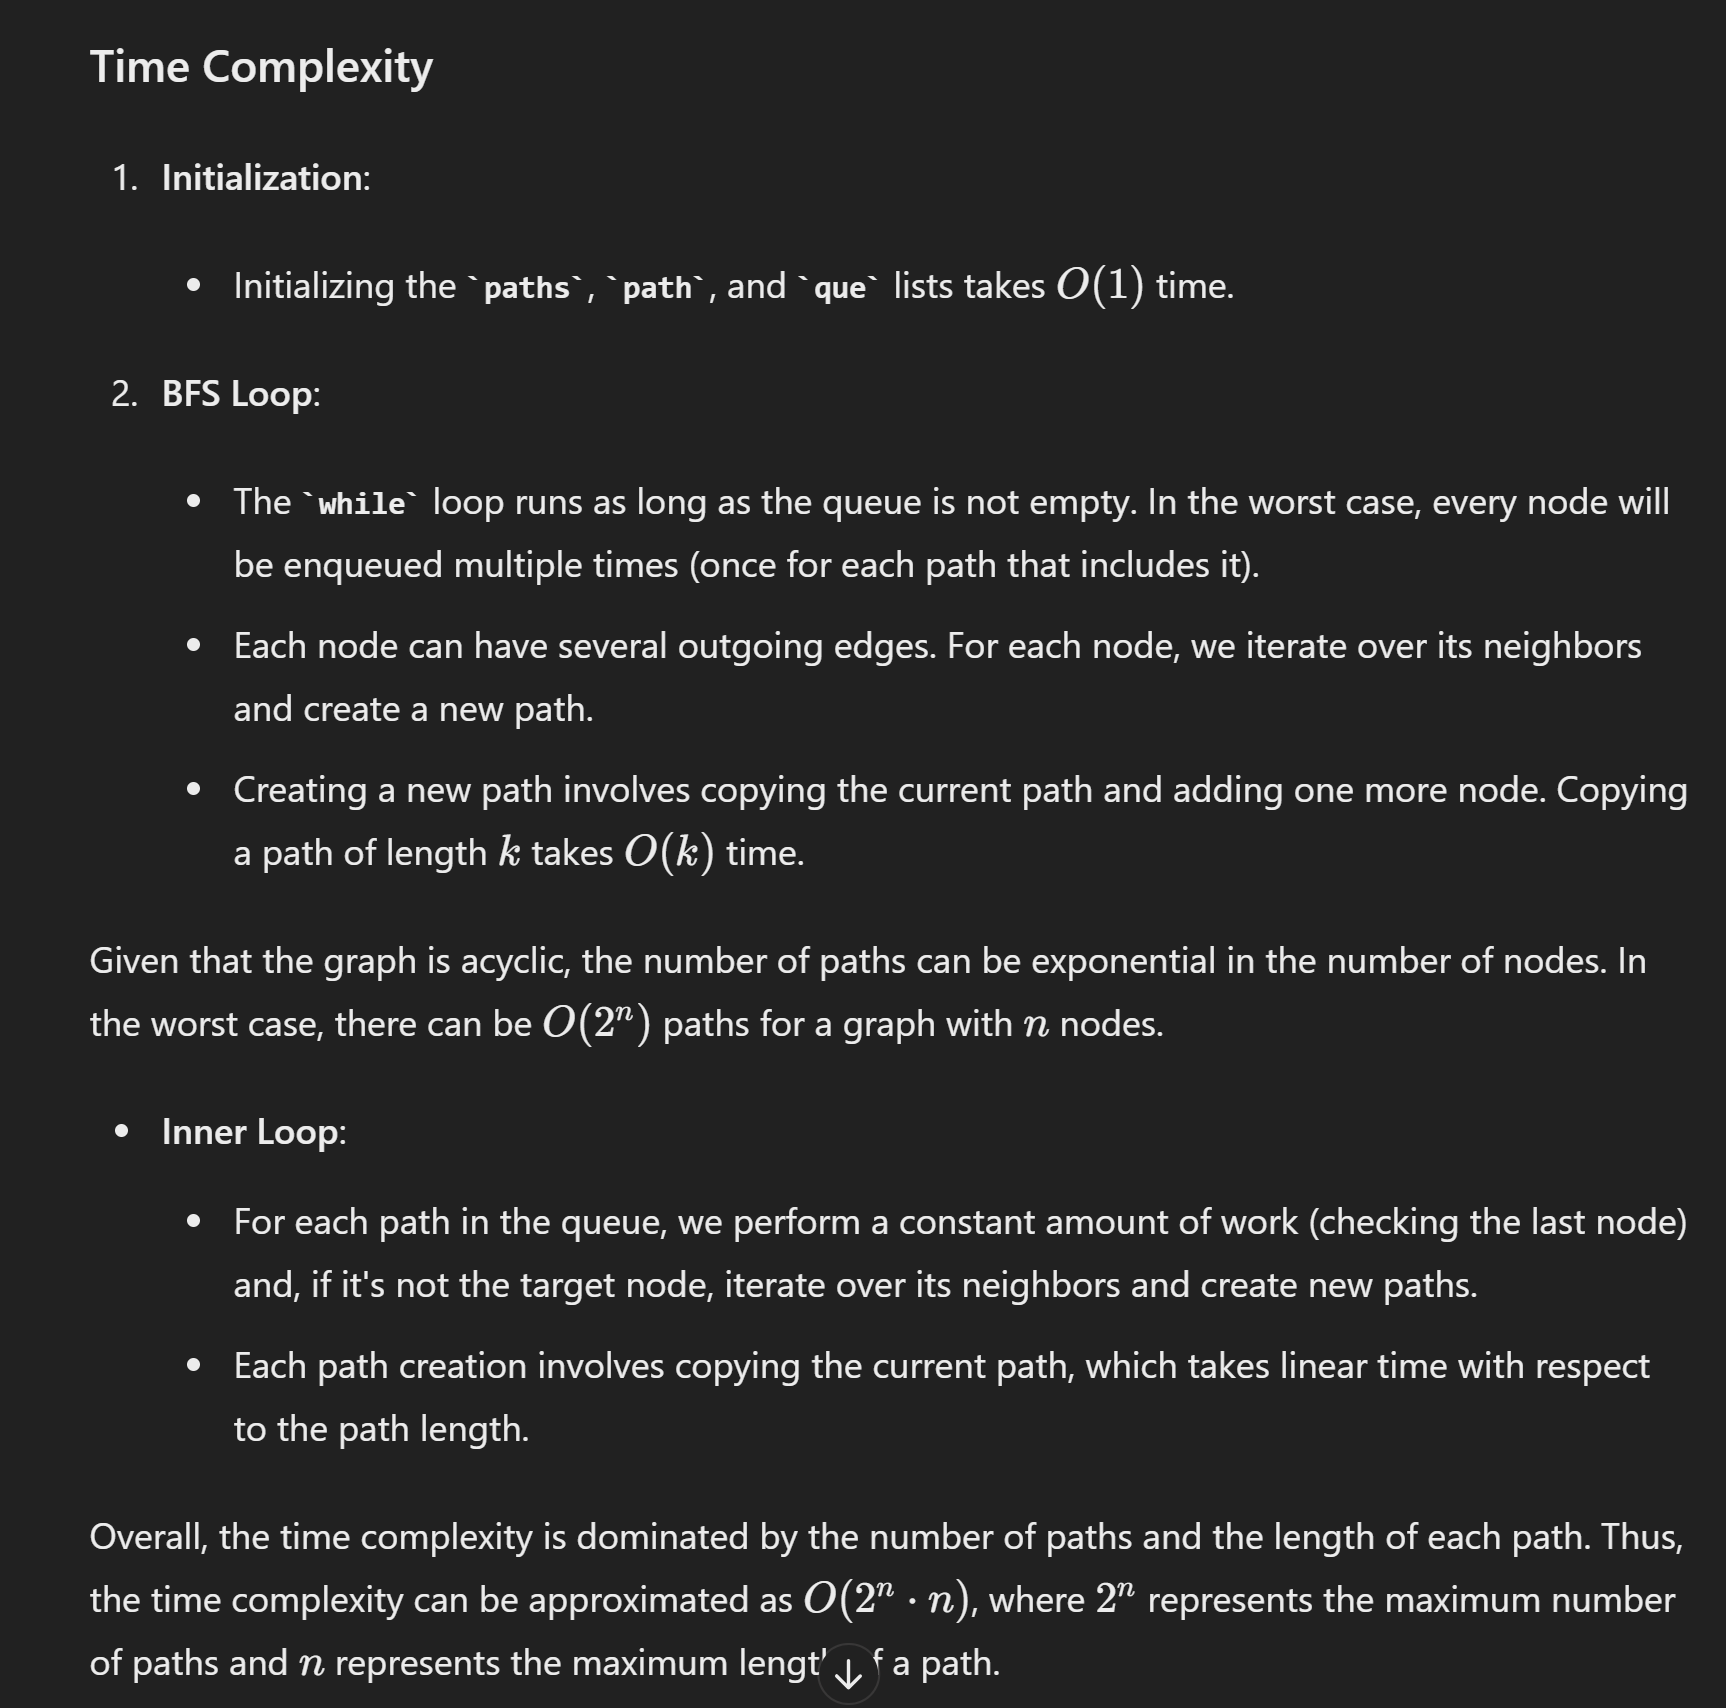 Time Complexity
1. Initialization:
• Initializing the `paths`, `path`, and `que` lists takes O(1) time.
2. BFS Loop:
• The `while` loop runs as long as the queue is not empty. In the worst case, every node will
be enqueued multiple times (once for each path that includes it).
• Each node can have several outgoing edges. For each node, we iterate over its neighbors
and create a new path.
• Creating a new path involves copying the current path and adding one more node. Copying
a path of length k takes O(k) time.
Given that the graph is acyclic, the number of paths can be exponential in the number of nodes. In
the worst case, there can be O(2ⁿ) paths for a graph with n nodes.
• Inner Loop:
• For each path in the queue, we perform a constant amount of work (checking the last node)
and, if it's not the target node, iterate over its neighbors and create new paths.
• Each path creation involves copying the current path, which takes linear time with respect
to the path length.
Overall, the time complexity is dominated by the number of paths and the length of each path. Thus,
the time complexity can be approximated as O(2ⁿ · n), where 2ⁿ represents the maximum number
of paths and n represents the maximum length of a path.